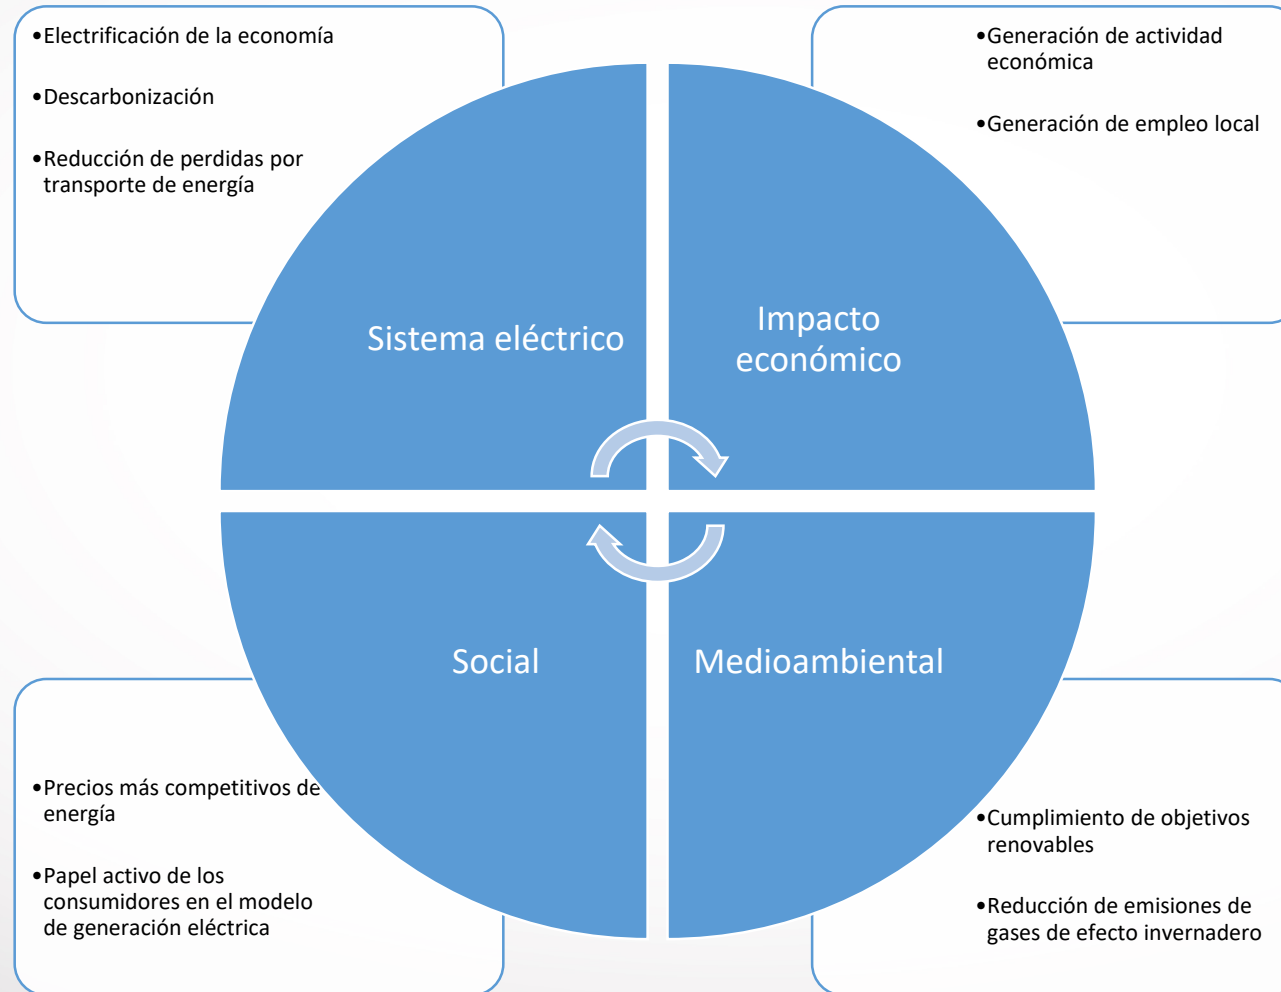 •Electrificación de la economía
•Descarbonización
•Reducción de perdidas por
transporte de energía
•Generación de actividad
económica
•Generación de empleo local
Sistema eléctrico
Impacto
económico
Social
Medioambiental
•Precios más competitivos de
energía
•Papel activo de los
consumidores en el modelo
de generación eléctrica
•Cumplimiento de objetivos
renovables
•Reducción de emisiones de
gases de efecto invernadero